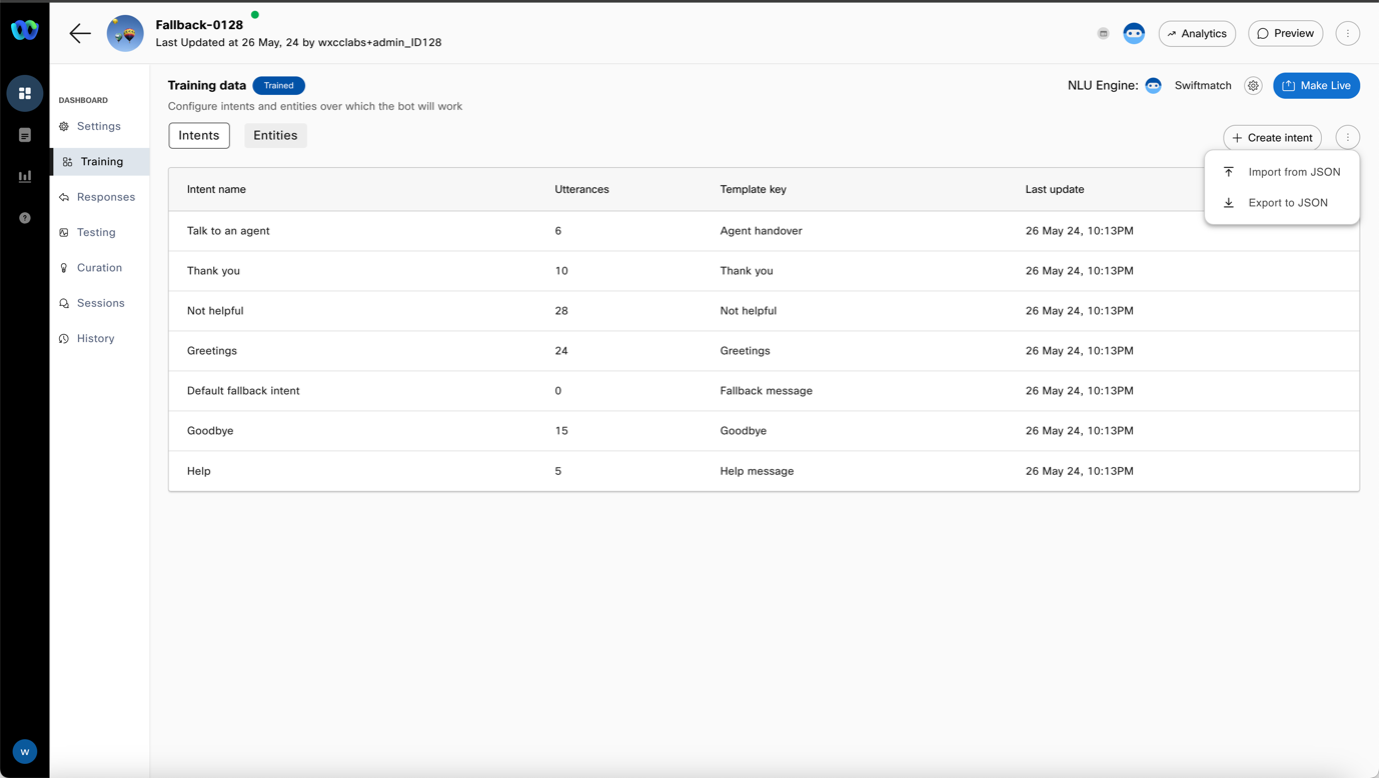 Fallback-0128
Last Updated at 26 May, 24 by wxcclabs+admin_ID128
Analytics
Preview
DASHBOARD
Settings
Training
Responses
Testing
Curation
Sessions
History
Training data
Trained
Configure intents and entities over which the bot will work
NLU Engine:
Swiftmatch
Make Live
Intents
Entities
Create intent
Import from JSON
Export to JSON
Intent name Utterances Template key Last update
Talk to an agent 6 Agent handover 26 May 24, 10:13PM
Thank you 10 Thank you 26 May 24, 10:13PM
Not helpful 28 Not helpful 26 May 24, 10:13PM
Greetings 24 Greetings 26 May 24, 10:13PM
Default fallback intent 0 Fallback message 26 May 24, 10:13PM
Goodbye 15 Goodbye 26 May 24, 10:13PM
Help 5 Help message 26 May 24, 10:13PM
w